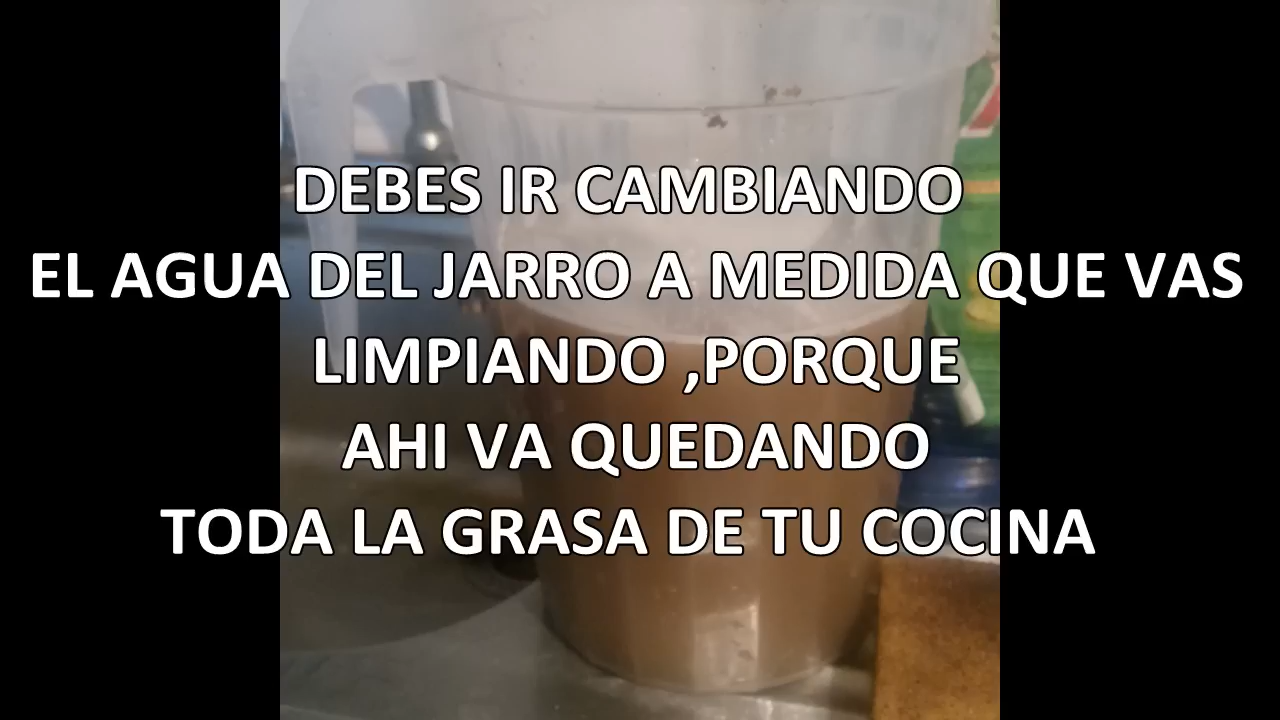 DEBES IR CAMBIANDO
EL AGUA DEL JARRO A MEDIDA QUE VAS
LIMPIANDO ,PORQUE
AHI VA QUEDANDO
TODA LA GRASA DE TU COCINA